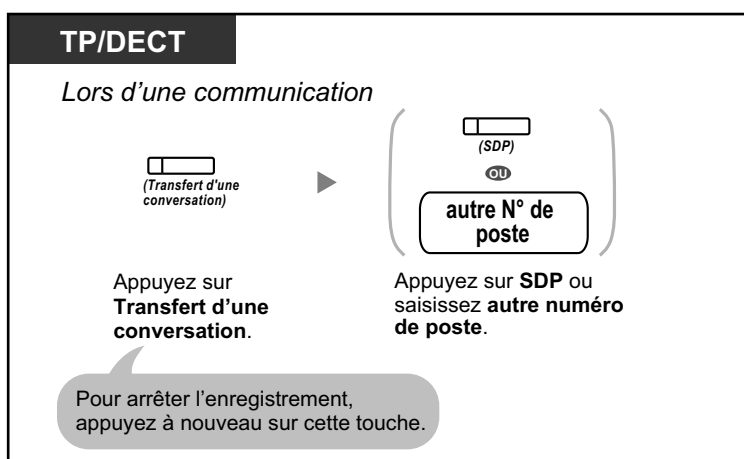 TP/DECT
Lors d’une communication
(Transfert d'une
conversation)
(SDP)
OU
autre N° de
poste
Appuyez sur
Transfert d’une
conversation.
Appuyez sur SDP ou
saisissez autre numéro
de poste.
Pour arrêter l’enregistrement,
appuyez à nouveau sur cette touche.